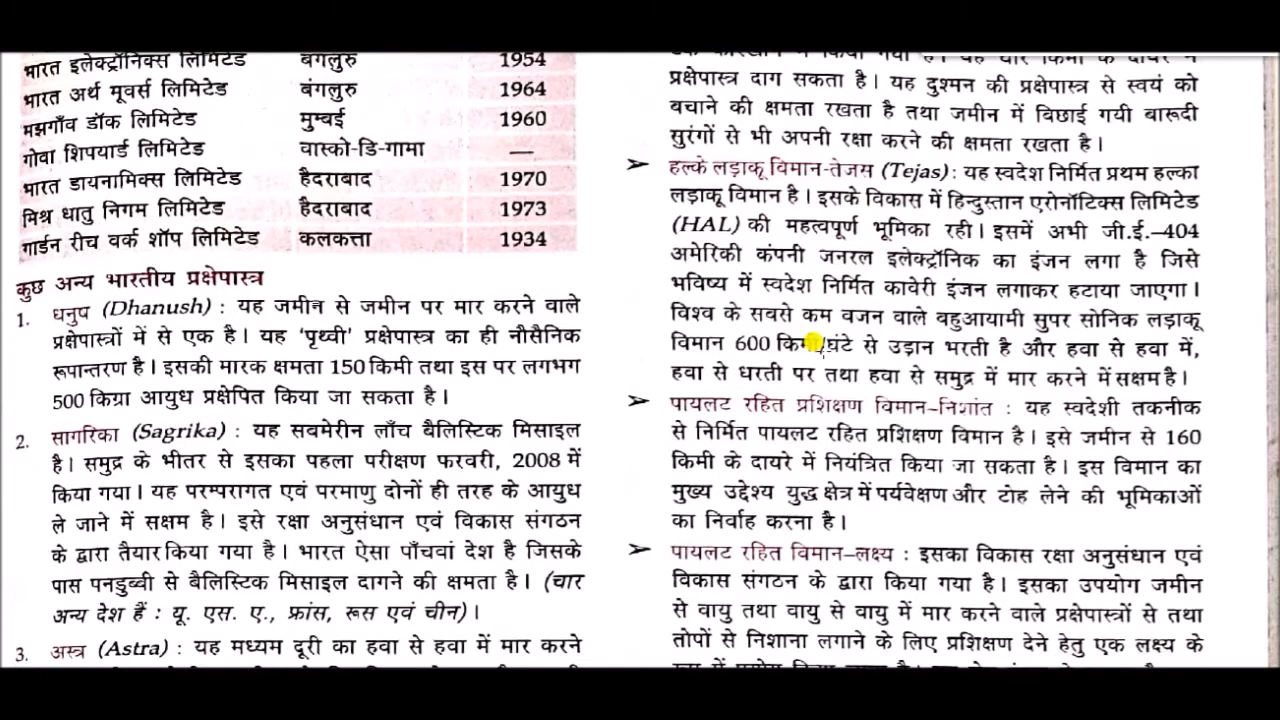 भारत इलेक्ट्रॉनिक्स लिमिटेड बंगलुरु 1954
भारत अर्थ मूवर्स लिमिटेड बंगलुरु 1964
मझगाँव डॉक लिमिटेड मुम्बई 1960
गोवा शिपयार्ड लिमिटेड वास्को-डि-गामा —
भारत डायनामिक्स लिमिटेड हैदराबाद 1970
मिश्र धातु निगम लिमिटेड हैदराबाद 1973
गार्डन रीच वर्क शॉप लिमिटेड कलकत्ता 1934
कुछ अन्य भारतीय प्रक्षेपास्त्र
1. धनुष (Dhanush) : यह जमीन से जमीन पर मार करने वाले
प्रक्षेपास्त्रों में से एक है। यह ‘पृथ्वी’ प्रक्षेपास्त्र का ही नौसैनिक
रूपान्तरण है। इसकी मारक क्षमता 150 किमी तथा इस पर लगभग
500 किग्रा आयुध प्रक्षेपित किया जा सकता है।
2. सागरिका (Sagrika) : यह सबमेरीन लाँच बैलिस्टिक मिसाइल
है। समुद्र के भीतर से इसका पहला परीक्षण फरवरी, 2008 में
किया गया। यह परम्परागत एवं परमाणु दोनों ही तरह के आयुध
ले जाने में सक्षम है। इसे रक्षा अनुसंधान एवं विकास संगठन
के द्वारा तैयार किया गया है। भारत ऐसा पाँचवां देश है जिसके
पास पनडुब्बी से बैलिस्टिक मिसाइल दागने की क्षमता है। (चार
अन्य देश हैं : यू. एस. ए., फ्रांस, रूस एवं चीन)।
3. अस्त्र (Astra) : यह मध्यम दूरी का हवा से हवा में मार करने
प्रक्षेपास्त्र दाग सकता है। यह दुश्मन की प्रक्षेपास्त्र से स्वयं को
बचाने की क्षमता रखता है तथा जमीन में बिछाई गयी बारूदी
सुरंगों से भी अपनी रक्षा करने की क्षमता रखता है।
➤ हल्के लड़ाकू विमान-तेजस (Tejas) : यह स्वदेश निर्मित प्रथम हल्का
लड़ाकू विमान है। इसके विकास में हिन्दुस्तान एरोनॉटिक्स लिमिटेड
(HAL) की महत्वपूर्ण भूमिका रही। इसमें अभी जी.ई.–404
अमेरिकी कंपनी जनरल इलेक्ट्रॉनिक का इंजन लगा है जिसे
भविष्य में स्वदेश निर्मित कावेरी इंजन लगाकर हटाया जाएगा।
विश्व के सबसे कम वजन वाले बहुआयामी सुपर सोनिक लड़ाकू
विमान 600 किमी/घंटे से उड़ान भरती है और हवा से हवा में,
हवा से धरती पर तथा हवा से समुद्र में मार करने में सक्षम है।
➤ पायलट रहित प्रशिक्षण विमान–निशांत : यह स्वदेशी तकनीक
से निर्मित पायलट रहित प्रशिक्षण विमान है। इसे जमीन से 160
किमी के दायरे में नियंत्रित किया जा सकता है। इस विमान का
मुख्य उद्देश्य युद्ध क्षेत्र में पर्यवेक्षण और टोह लेने की भूमिकाओं
का निर्वाह करना है।
➤ पायलट रहित विमान–लक्ष्य : इसका विकास रक्षा अनुसंधान एवं
विकास संगठन के द्वारा किया गया है। इसका उपयोग जमीन
से वायु तथा वायु से वायु में मार करने वाले प्रक्षेपास्त्रों से तथा
तोपों से निशाना लगाने के लिए प्रशिक्षण देने हेतु एक लक्ष्य के